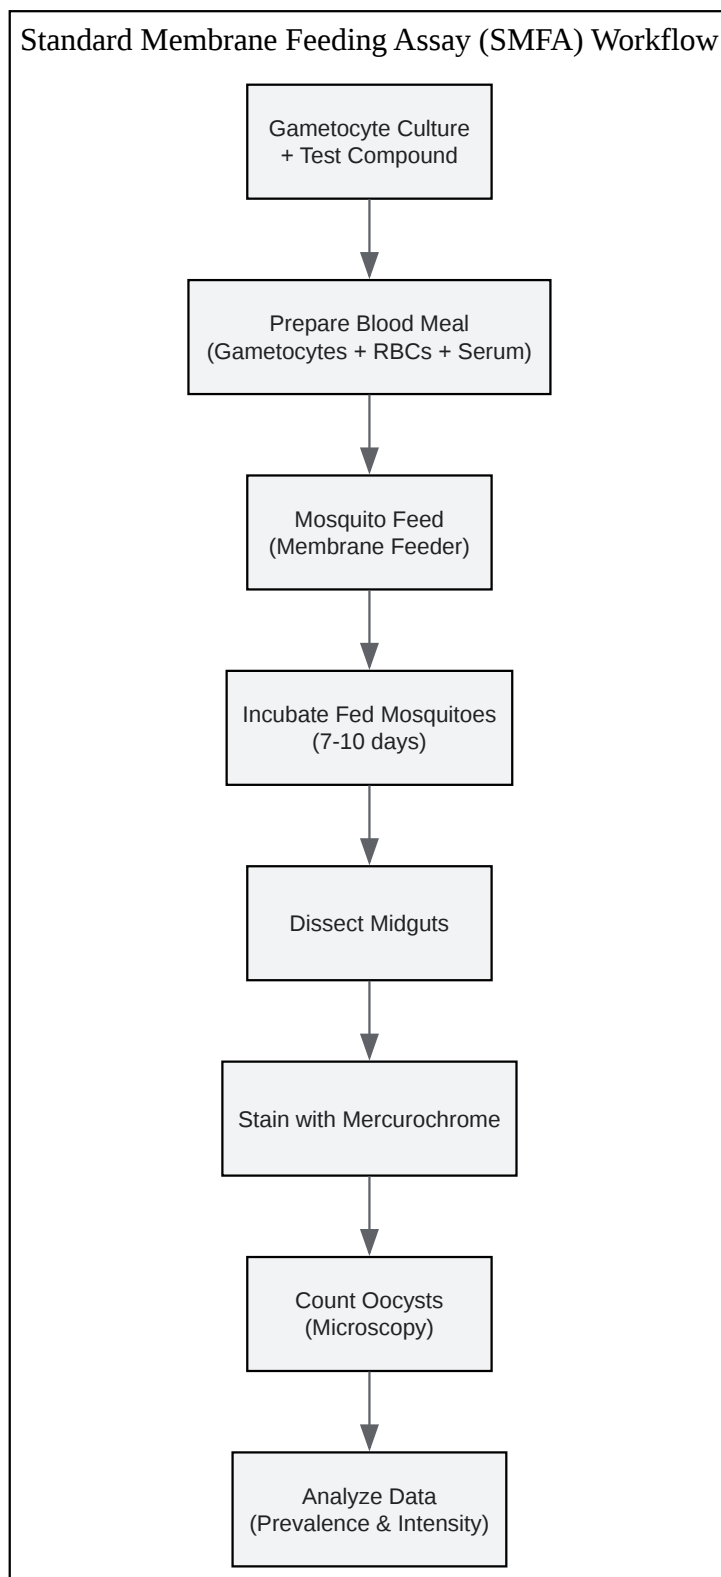 Standard Membrane Feeding Assay (SMFA) Workflow
Gametocyte Culture
+ Test Compound
Prepare Blood Meal
(Gametocytes + RBCs + Serum)
Mosquito Feed
(Membrane Feeder)
Incubate Fed Mosquitoes
(7-10 days)
Dissect Midguts
Stain with Mercurochrome
Count Oocysts
(Microscopy)
Analyze Data
(Prevalence & Intensity)